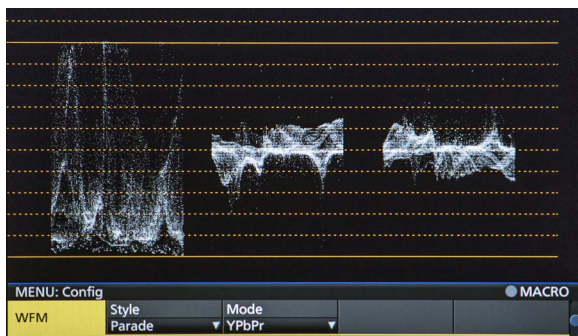 MENU: Config
MACRO
WFM
Style
Mode
Parade
YPbPr